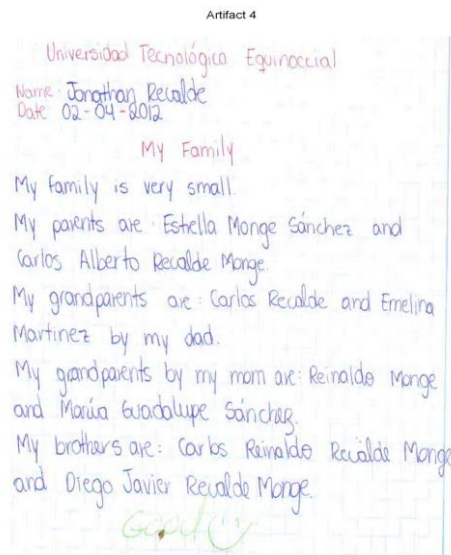 Artifact 4
Universidad Tecnológica Equinoccial
Name: Jonathan Recalde
Date 02-04-2012
My Family
My family is very small.
My parents are: Estrella Monge Sánchez and
Carlos Alberto Recalde Monge.
My grandparents are: Carlos Recalde and Emelina
Martinez by my dad.
My grandparents by my mom are: Reinaldo Monge
and María Guadalupe Sánchez.
My brothers are: Carlos Reinaldo Recalde Monge
and Diego Javier Recalde Monge.
Good